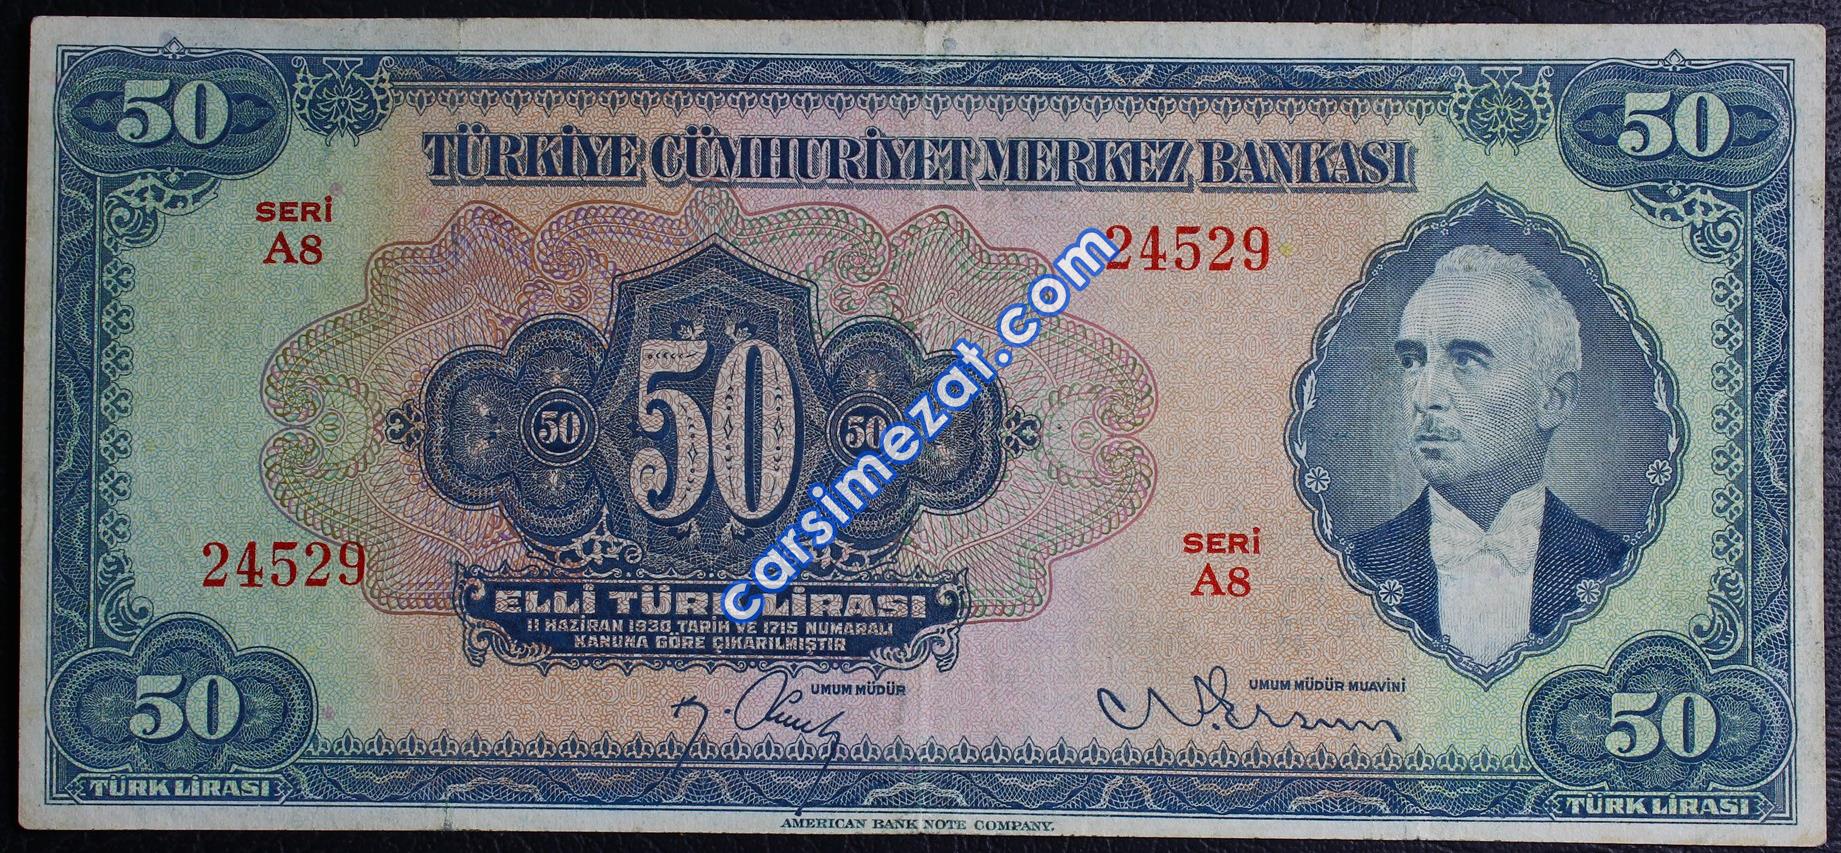 50 50
TÜRKİYE CÜMHURİYET MERKEZ BANKASI
SERİ
A8
24529
50 50 50
carsimezat.com
24529
SERİ
A8
ELLİ TÜRK LİRASI
11 HAZİRAN 1930 TARİH VE 1715 NUMARALI
KANUNA GÖRE ÇIKARILMIŞTIR
UMUM MÜDÜR
UMUM MÜDÜR MUAVİNİ
50 50
TÜRK LİRASI TÜRK LİRASI
AMERICAN BANK NOTE COMPANY.